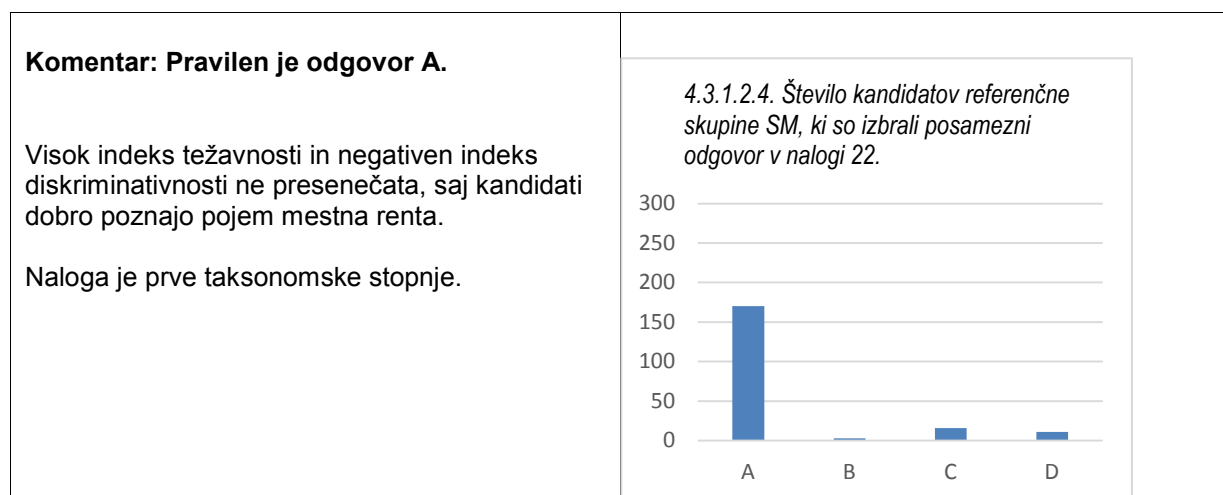 Komentar: Pravilen je odgovor A.
Visok indeks težavnosti in negativen indeks
diskriminativnosti ne presenečata, saj kandidati
dobro poznajo pojem mestna renta.
Naloga je prve taksonomske stopnje.
4.3.1.2.4. Število kandidatov referenčne
skupine SM, ki so izbrali posamezni
odgovor v nalogi 22.
300
250
200
150
100
50
0
A B C D